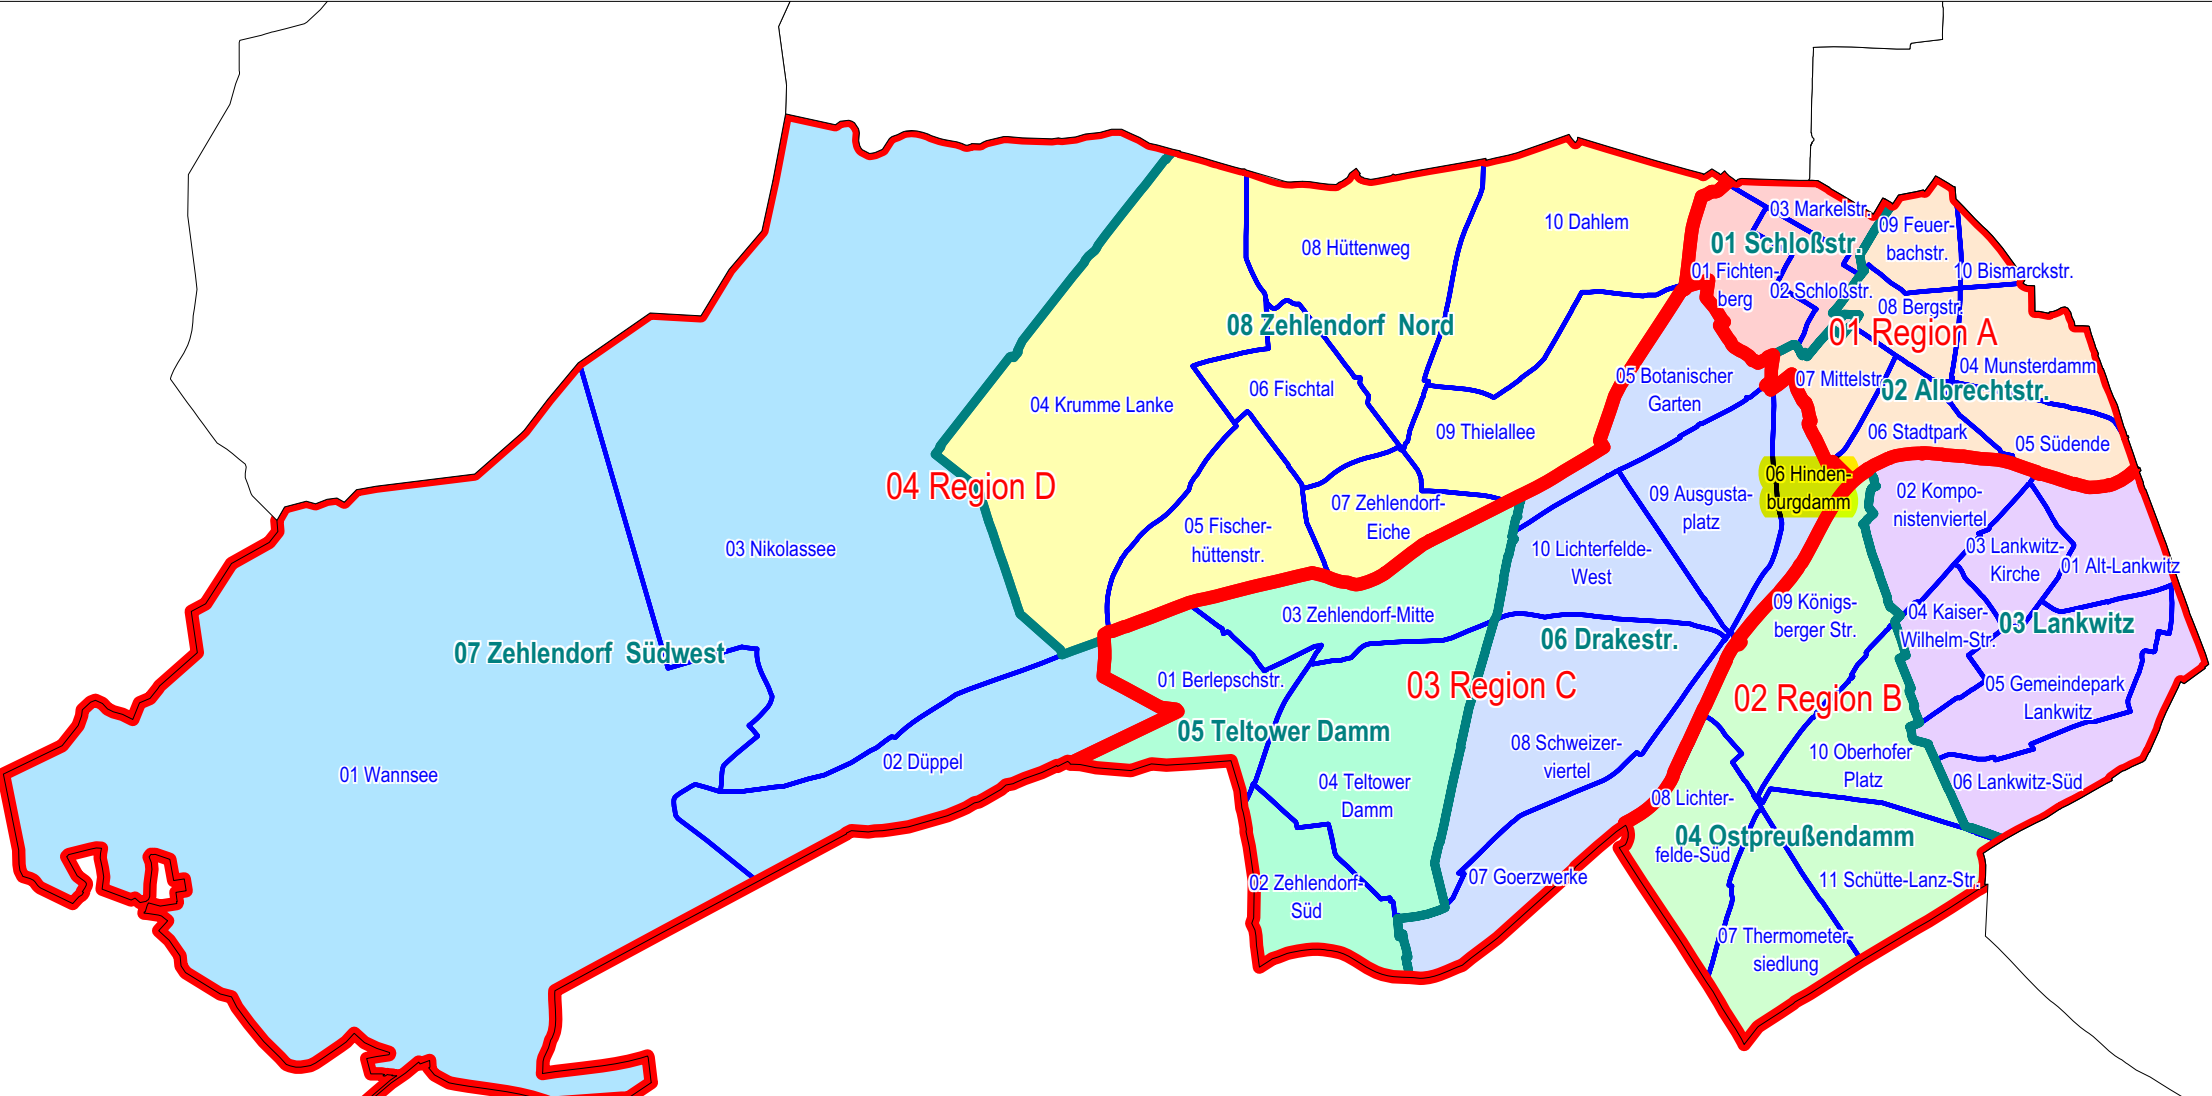 03 Markelstr.
10 Dahlem
09 Feuer-
bachstr.
01 Schloßstr.
08 Hüttenweg
01 Fichten-
berg
10 Bismarckstr.
02 Schloßstr.
08 Bergstr.
08 Zehlendorf Nord
01 Region A
04 Munsterdamm
05 Botanischer
Garten
07 Mittelstr.
02 Albrechtstr.
06 Fischtal
04 Krumme Lanke
09 Thielallee
06 Stadtpark
05 Südende
06 Hinden-
burgdamm
04 Region D
02 Kompo-
nistenviertel
09 Ausgusta-
platz
07 Zehlendorf-
Eiche
05 Fischer-
hüttenstr.
03 Nikolassee
10 Lichterfelde-
West
03 Lankwitz-
Kirche
01 Alt-Lankwitz
09 Königs-
berger Str.
04 Kaiser-
Wilhelm-Str.
03 Lankwitz
03 Zehlendorf-Mitte
06 Drakestr.
07 Zehlendorf Südwest
01 Berlepschstr.
03 Region C
02 Region B
05 Gemeindepark
Lankwitz
05 Teltower Damm
08 Schweizer-
viertel
10 Oberhofer
Platz
02 Düppel
01 Wannsee
04 Teltower
Damm
06 Lankwitz-Süd
08 Lichter-
felde-Süd
04 Ostpreußendamm
07 Goerzwerke
02 Zehlendorf-
Süd
11 Schütte-Lanz-Str.
07 Thermometer-
siedlung